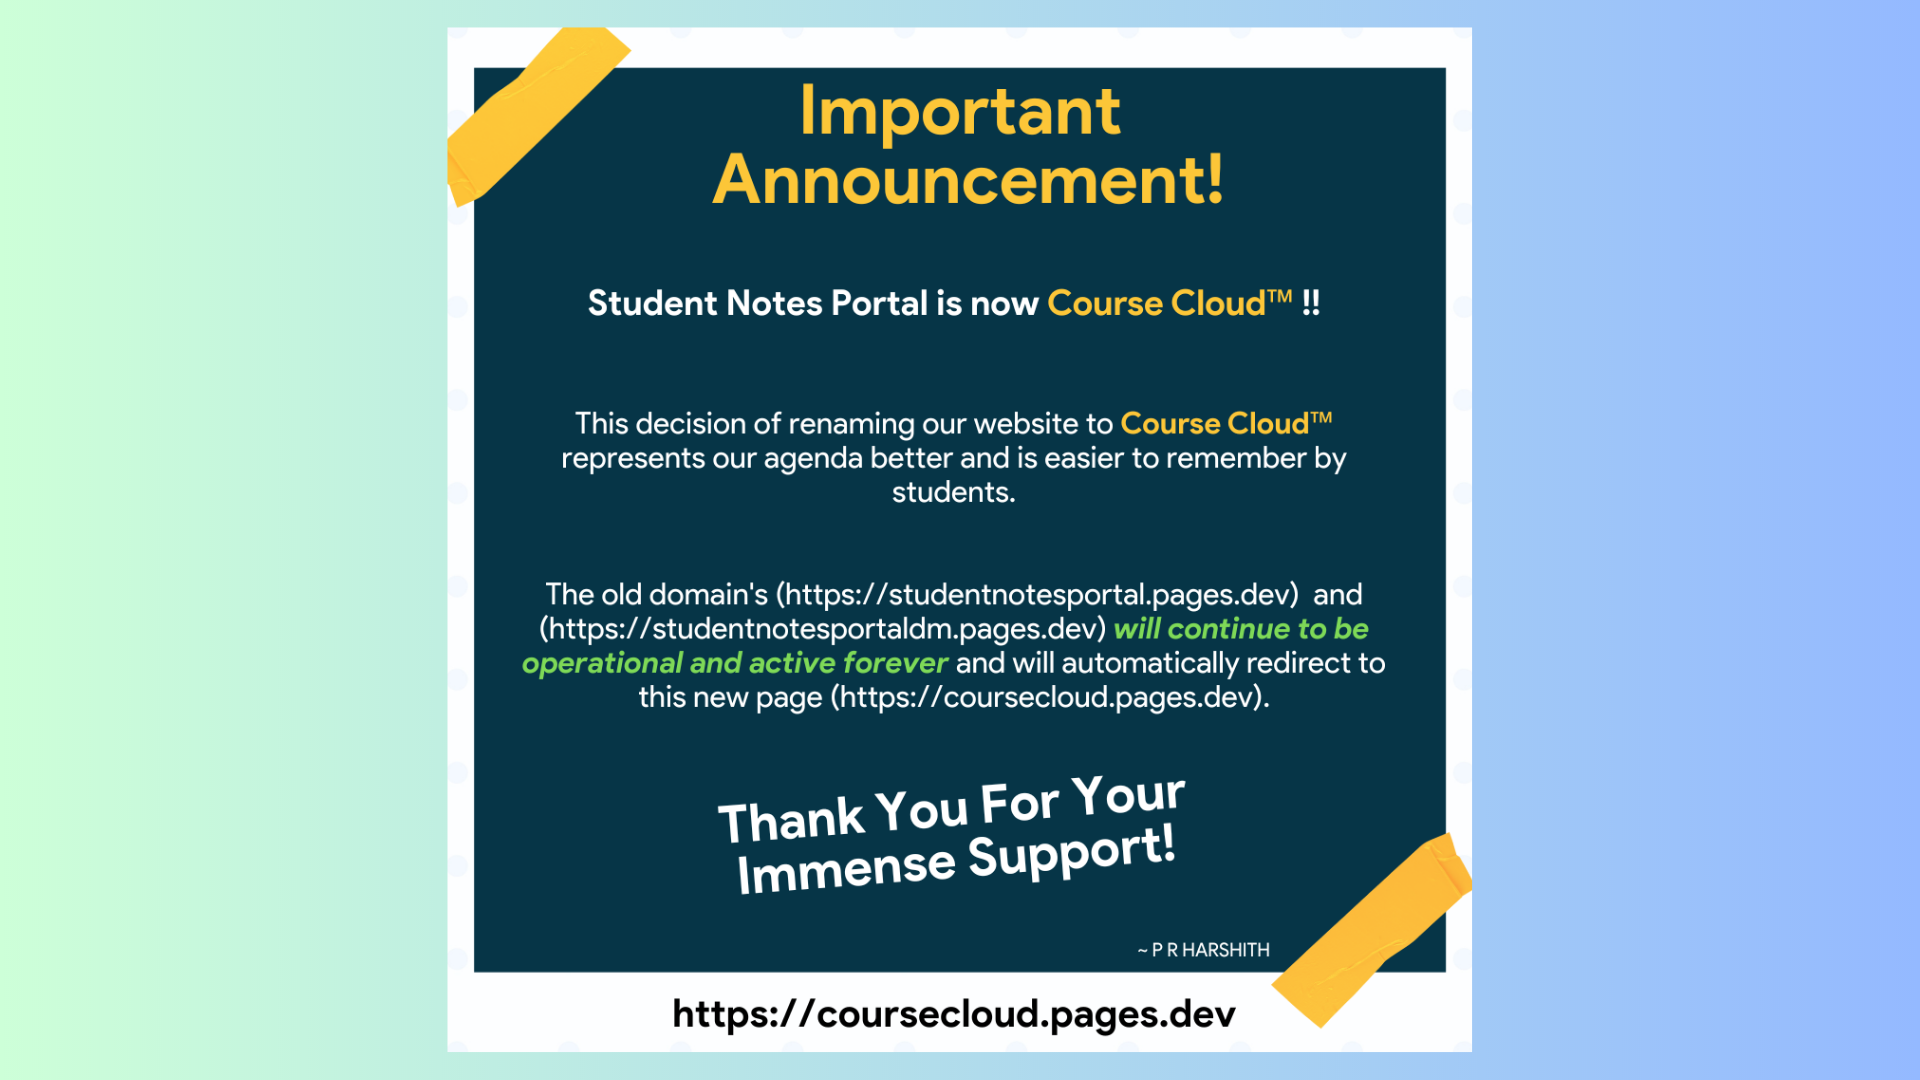 Important
Announcement!
Student Notes Portal is now Course Cloud™ !!
This decision of renaming our website to Course Cloud™
represents our agenda better and is easier to remember by
students.
The old domain's (https://studentnotesportal.pages.dev)  and
(https://studentnotesportaldm.pages.dev) will continue to be
operational and active forever and will automatically redirect to
this new page (https://coursecloud.pages.dev).
Thank You For Your
Immense Support!
~ P R HARSHITH
https://coursecloud.pages.dev